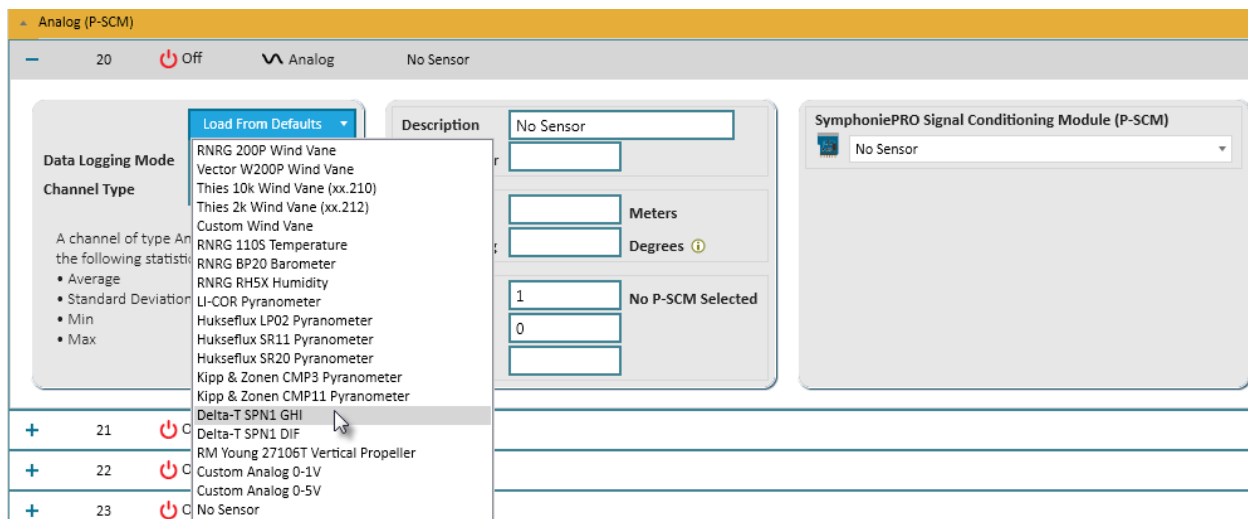 Analog (P-SCM)
20 Off Analog No Sensor
Load From Defaults
Data Logging Mode
Channel Type
A channel of type An
the following statistic
• Average
• Standard Deviation
• Min
• Max
RNRG 200P Wind Vane
Vector W200P Wind Vane
Thies 10k Wind Vane (xx.210)
Thies 2k Wind Vane (xx.212)
Custom Wind Vane
RNRG 110S Temperature
RNRG BP20 Barometer
RNRG RH5X Humidity
LI-COR Pyranometer
Hukseflux LP02 Pyranometer
Hukseflux SR11 Pyranometer
Hukseflux SR20 Pyranometer
Kipp & Zonen CMP3 Pyranometer
Kipp & Zonen CMP11 Pyranometer
Delta-T SPN1 GHI
Delta-T SPN1 DIF
RM Young 27106T Vertical Propeller
Custom Analog 0-1V
Custom Analog 0-5V
No Sensor
Description No Sensor
r
Meters
Degrees
1 No P-SCM Selected
0
SymphoniePRO Signal Conditioning Module (P-SCM)
No Sensor
21
22
23